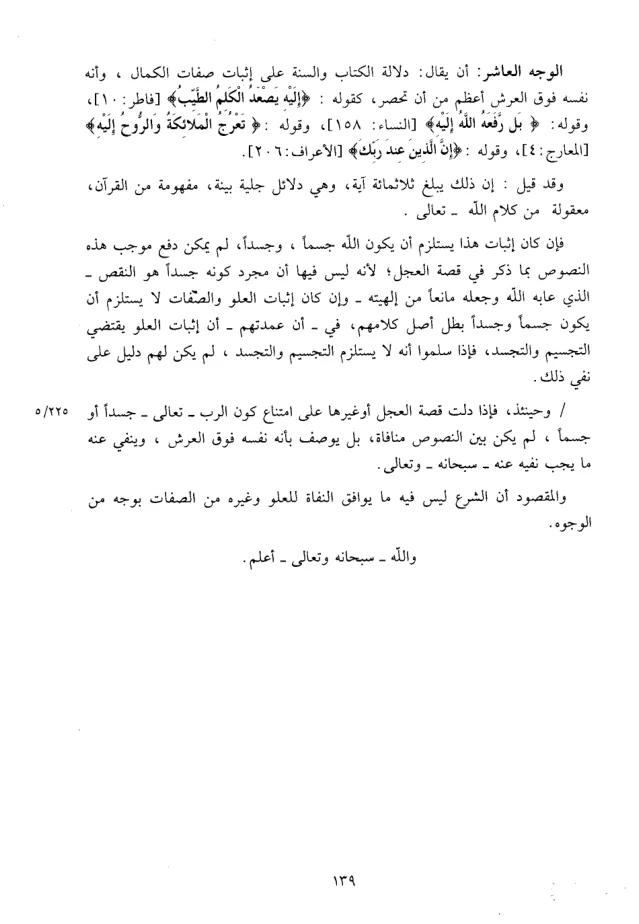 الوجه العاشر: أن يقال: دلالة الكتاب والسنة على إثبات صفات الكمال ، وأنه
نفسه فوق العرش أعظم من أن تحصر، كقوله : ﴿إِلَيْهِ يَصْعَدُ الْكَلِمُ الطَّيِّبُ﴾ [فاطر: ١٠]،
وقوله: ﴿ بَل رَّفَعَهُ اللَّهُ إِلَيْهِ﴾ [النساء: ١٥٨]، وقوله :﴿ تَعْرُجُ الْمَلائِكَةُ وَالرُّوحُ إِلَيْهِ﴾
[المعارج:٤]، وقوله :﴿إِنَّ الَّذِينَ عِندَ رَبِّكَ﴾ [الأعراف:٢٠٦].
وقد قيل : إن ذلك يبلغ ثلاثمائة آية، وهي دلائل جلية بينة، مفهومة من القرآن،
معقولة من كلام الله ـ تعالى .
فإن كان إثبات هذا يستلزم أن يكون الله جسماً ، وجسداً، لم يمكن دفع موجب هذه
النصوص بما ذكر في قصة العجل؛ لأنه ليس فيها أن مجرد كونه جسداً هو النقص ـ
الذي عابه الله وجعله مانعاً من إلهيته ـ وإن كان إثبات العلو والصفات لا يستلزم أن
يكون جسماً وجسداً بطل أصل كلامهم، في ـ أن عمدتهم ـ أن إثبات العلو يقتضي
التجسيم والتجسد، فإذا سلموا أنه لا يستلزم التجسيم والتجسد ، لم يكن لهم دليل على
نفي ذلك.
/ وحينئذ، فإذا دلت قصة العجل أوغيرها على امتناع كون الرب ـ تعالى ـ جسداً أو ٥/٢٢٥
جسماً ، لم يكن بين النصوص منافاة، بل يوصف بأنه نفسه فوق العرش ، وينفي عنه
ما يجب نفيه عنه ـ سبحانه ـ وتعالى.
والمقصود أن الشرع ليس فيه ما يوافق النفاة للعلو وغيره من الصفات بوجه من
الوجوه.
والله ـ سبحانه وتعالى ـ أعلم.
١٣٩